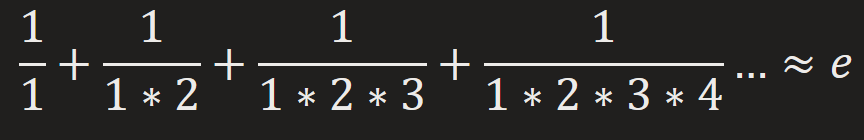 1/1 + 1/(1 * 2) + 1/(1 * 2 * 3) + 1/(1 * 2 * 3 * 4) ... ≈ e